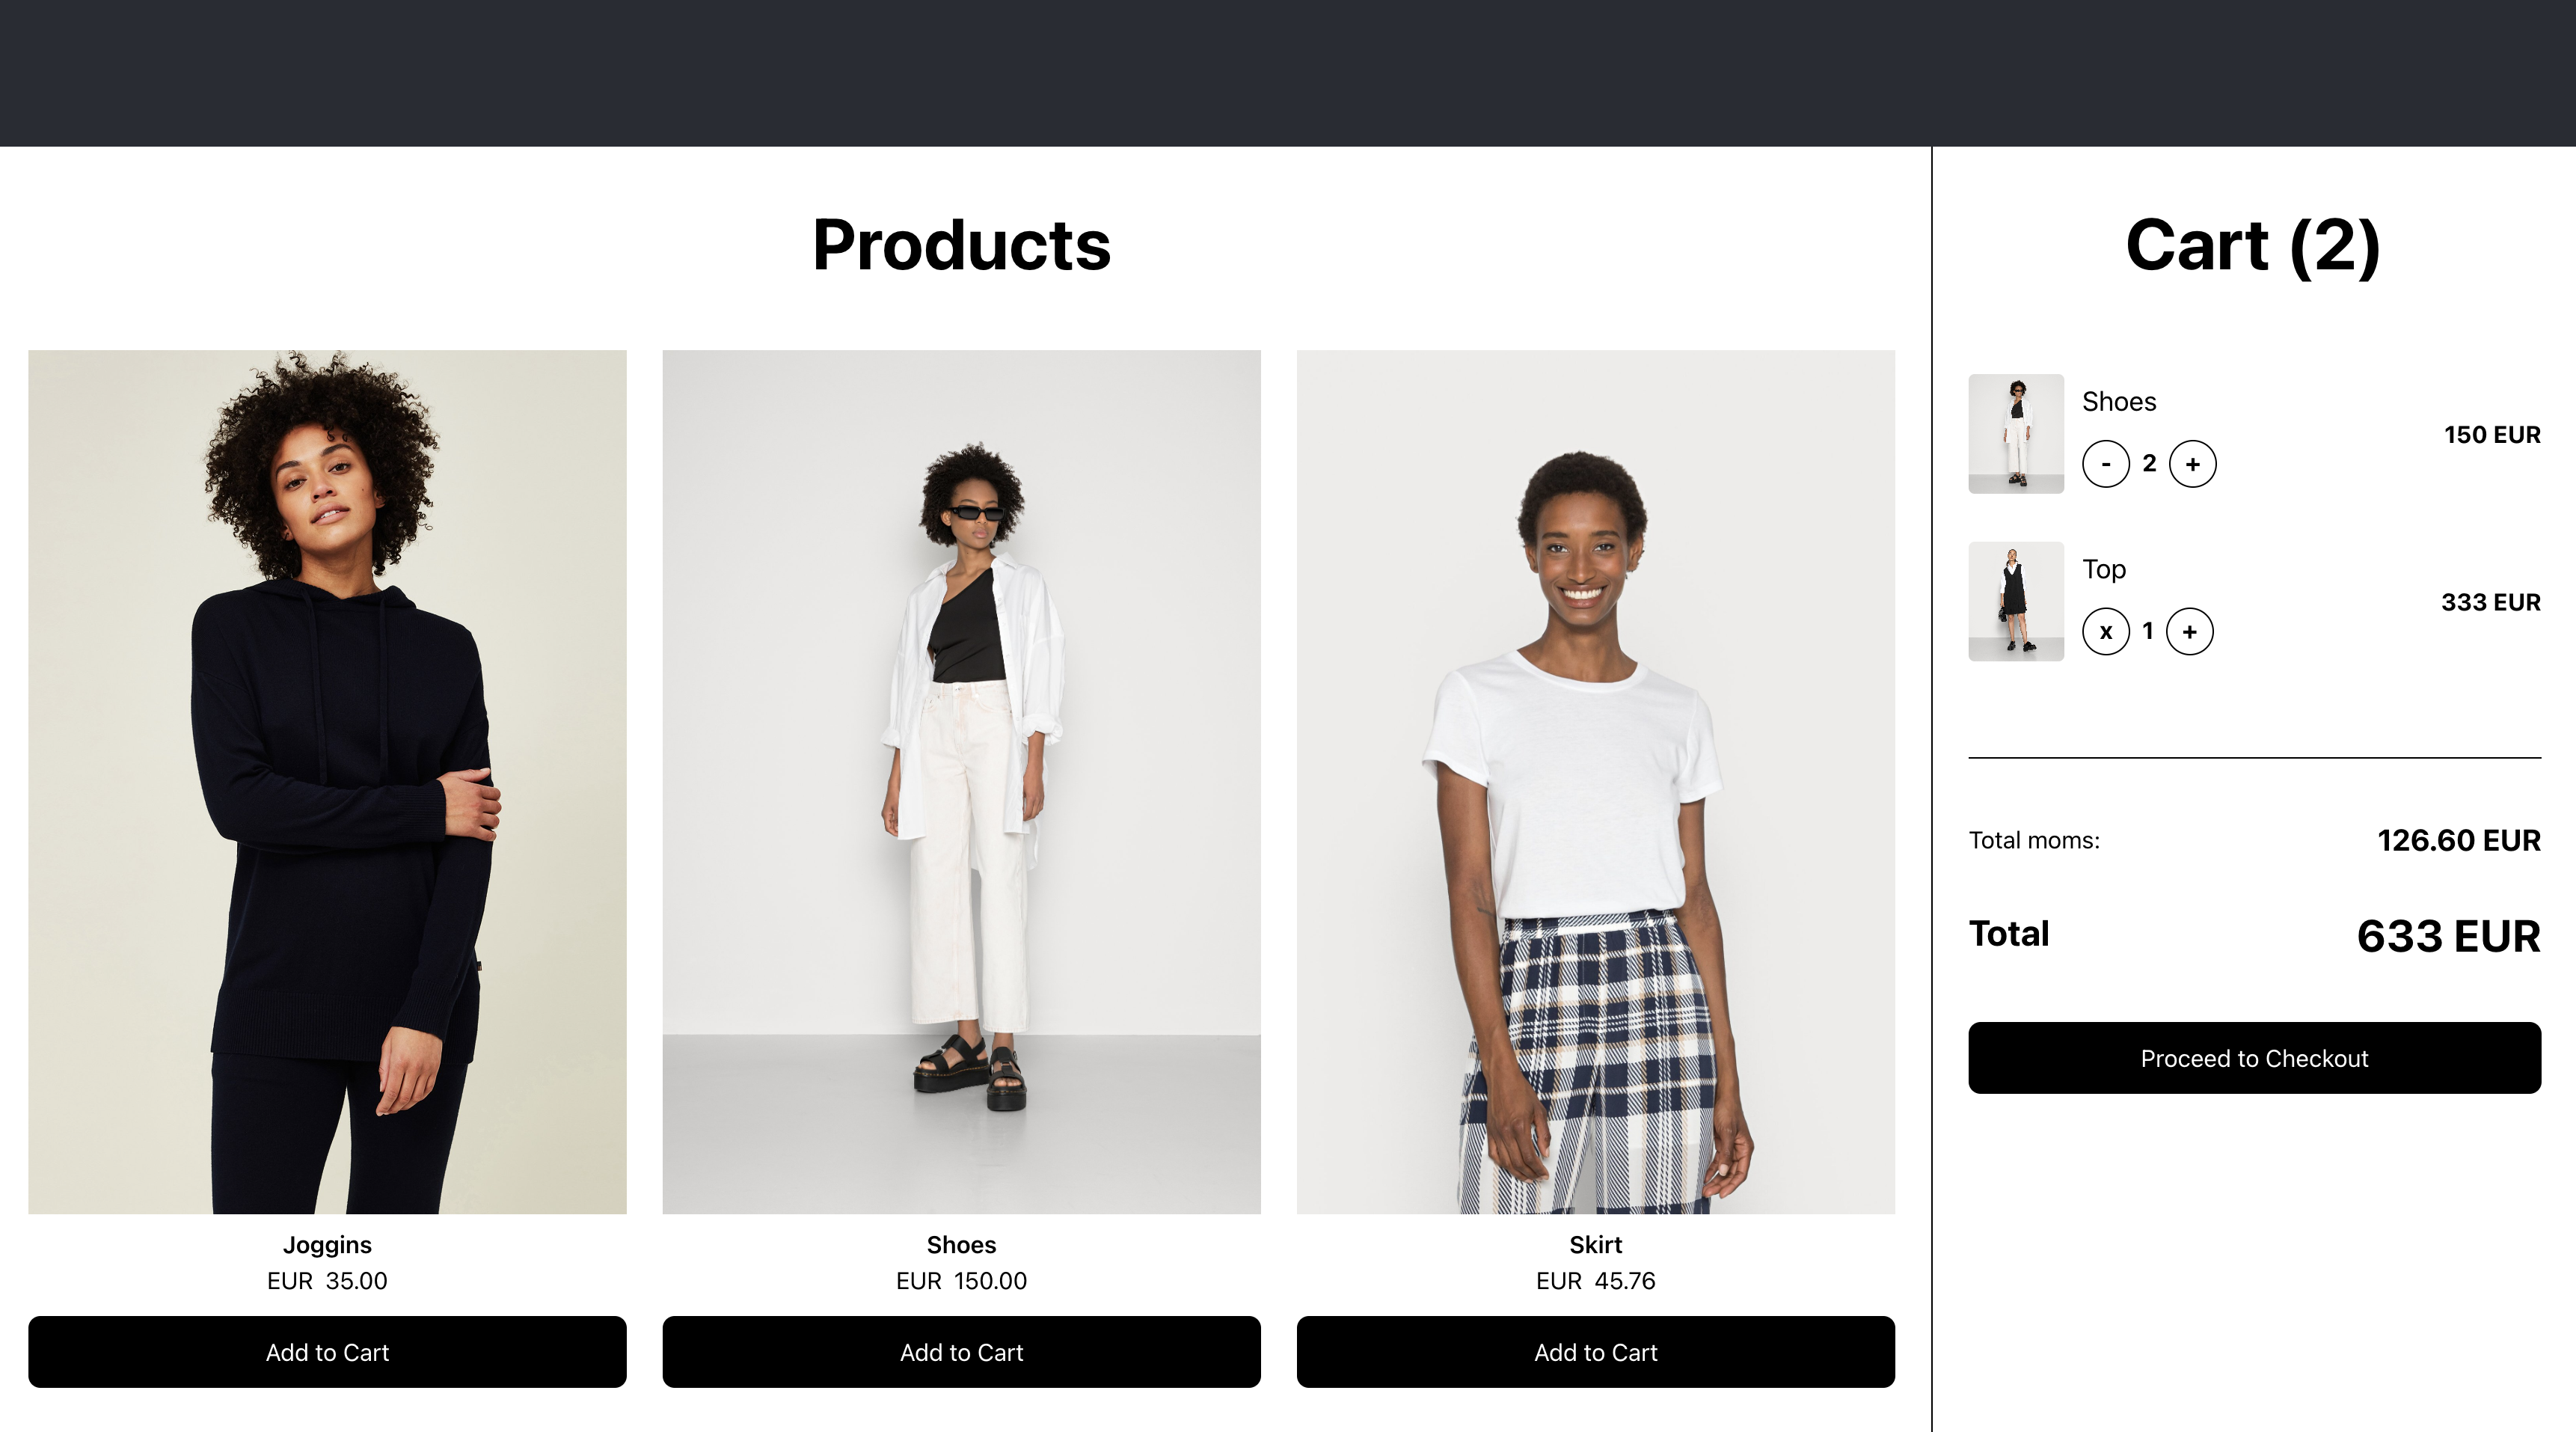 Products
Joggins
EUR 35.00
Add to Cart
Shoes
EUR 150.00
Add to Cart
Skirt
EUR 45.76
Add to Cart
Cart (2)
Shoes
- 2 +
150 EUR
Top
x 1 +
333 EUR
Total moms: 126.60 EUR
Total 633 EUR
Proceed to Checkout